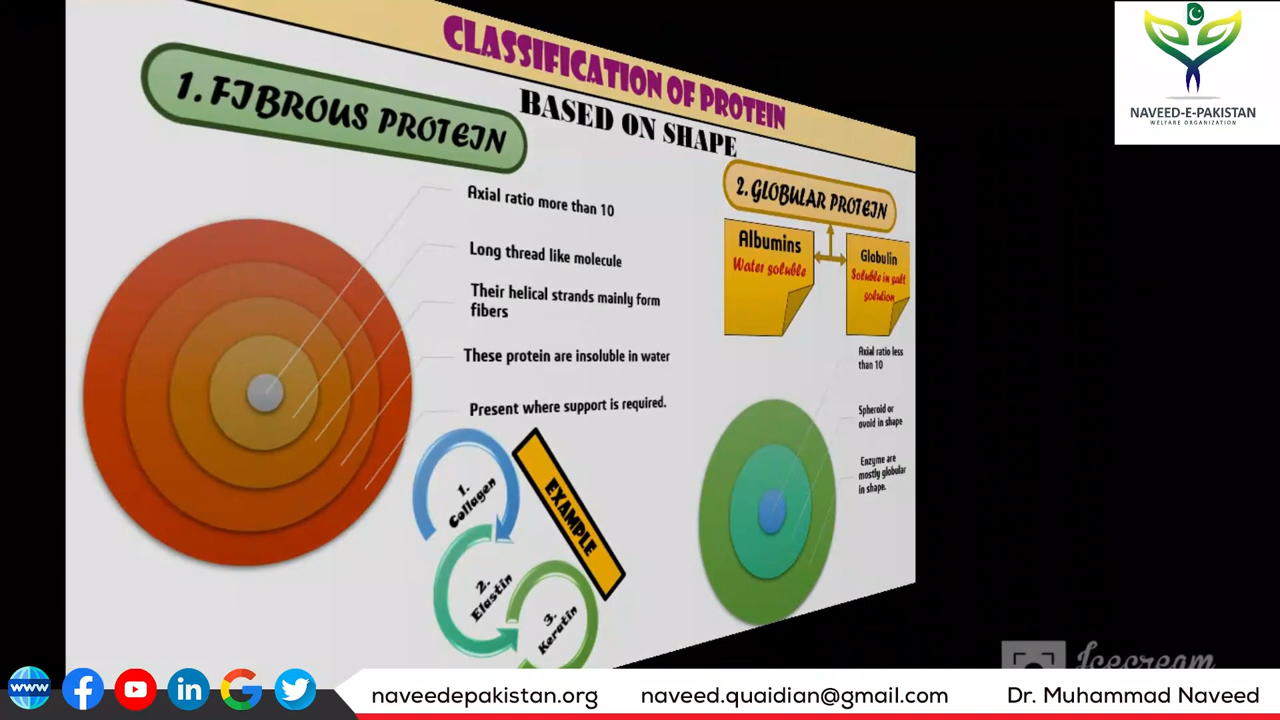 CLASSIFICATION OF PROTEIN
BASED ON SHAPE
1. FIBROUS PROTEIN
Axial ratio more than 10
Long thread like molecule
Their helical strands mainly form
fibers
These protein are insoluble in water
Present where support is required.
EXAMPLE
1.
Collagen
2.
Elastin
3.
Keratin
2. GLOBULAR PROTEIN
Albumins
Water soluble
Globulin
Soluble in salt
solution
Axial ratio less
than 10
Spheroid or
ovoid in shape
Enzyme are
mostly globular
in shape.
NAVEED-E-PAKISTAN
WELFARE ORGANIZATION
Icecream
www
naveedepakistan.org
naveed.quaidian@gmail.com
Dr. Muhammad Naveed